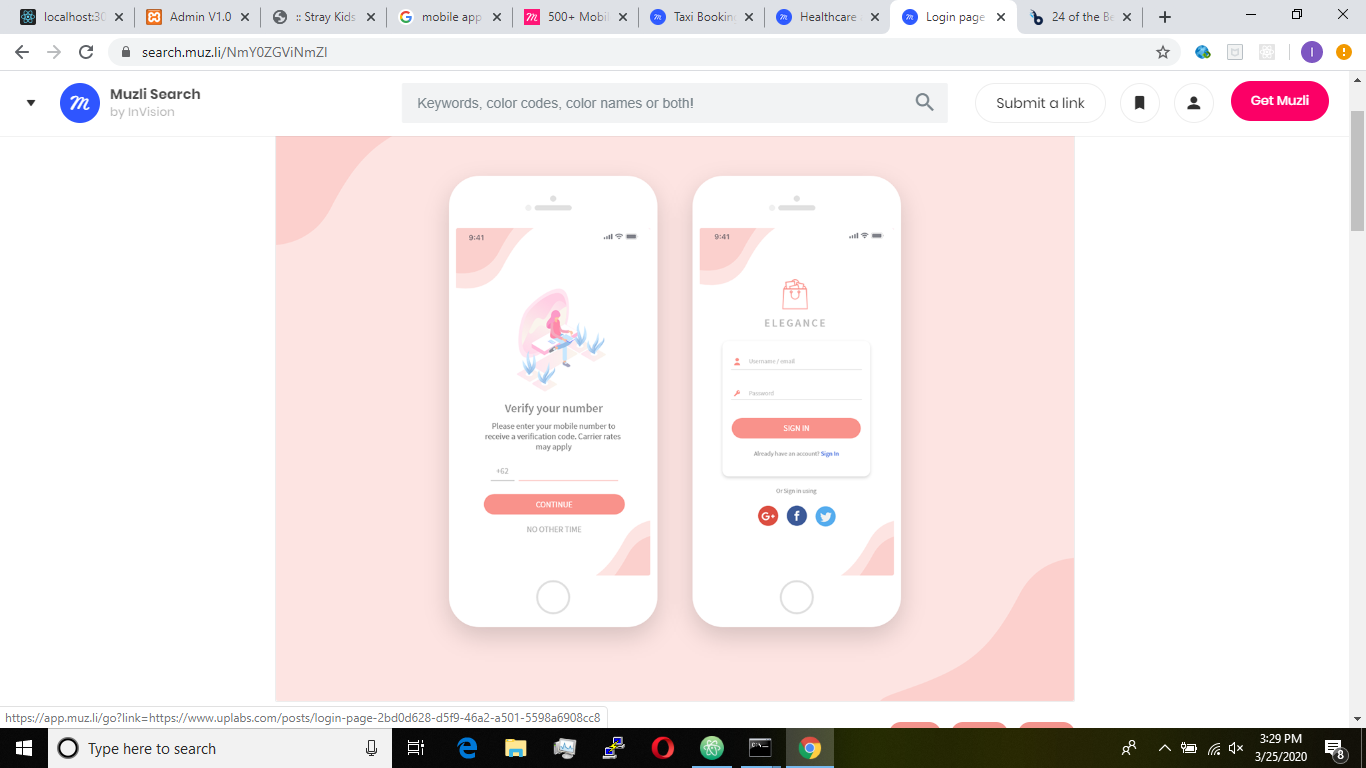 localhost:30
Admin V1.0
:: Stray Kids
mobile app
500+ Mobil
Taxi Booking
Healthcare
Login page
24 of the Be
search.muz.li/NmY0ZGViNmZl
I
Muzli Search
by InVision
Keywords, color codes, color names or both!
Submit a link
Get Muzli
9:41
Verify your number
Please enter your mobile number to
receive a verification code. Carrier rates
may apply
+62
CONTINUE
NO OTHER TIME
9:41
ELEGANCE
Username / email
Password
SIGN IN
Already have on account? Sign In
Or Sign in using
https://app.muz.li/go?link=https://www.uplabs.com/posts/login-page-2bd0d628-d5f9-46a2-a501-5598a6908cc8
Type here to search
3:29 PM
3/25/2020
8